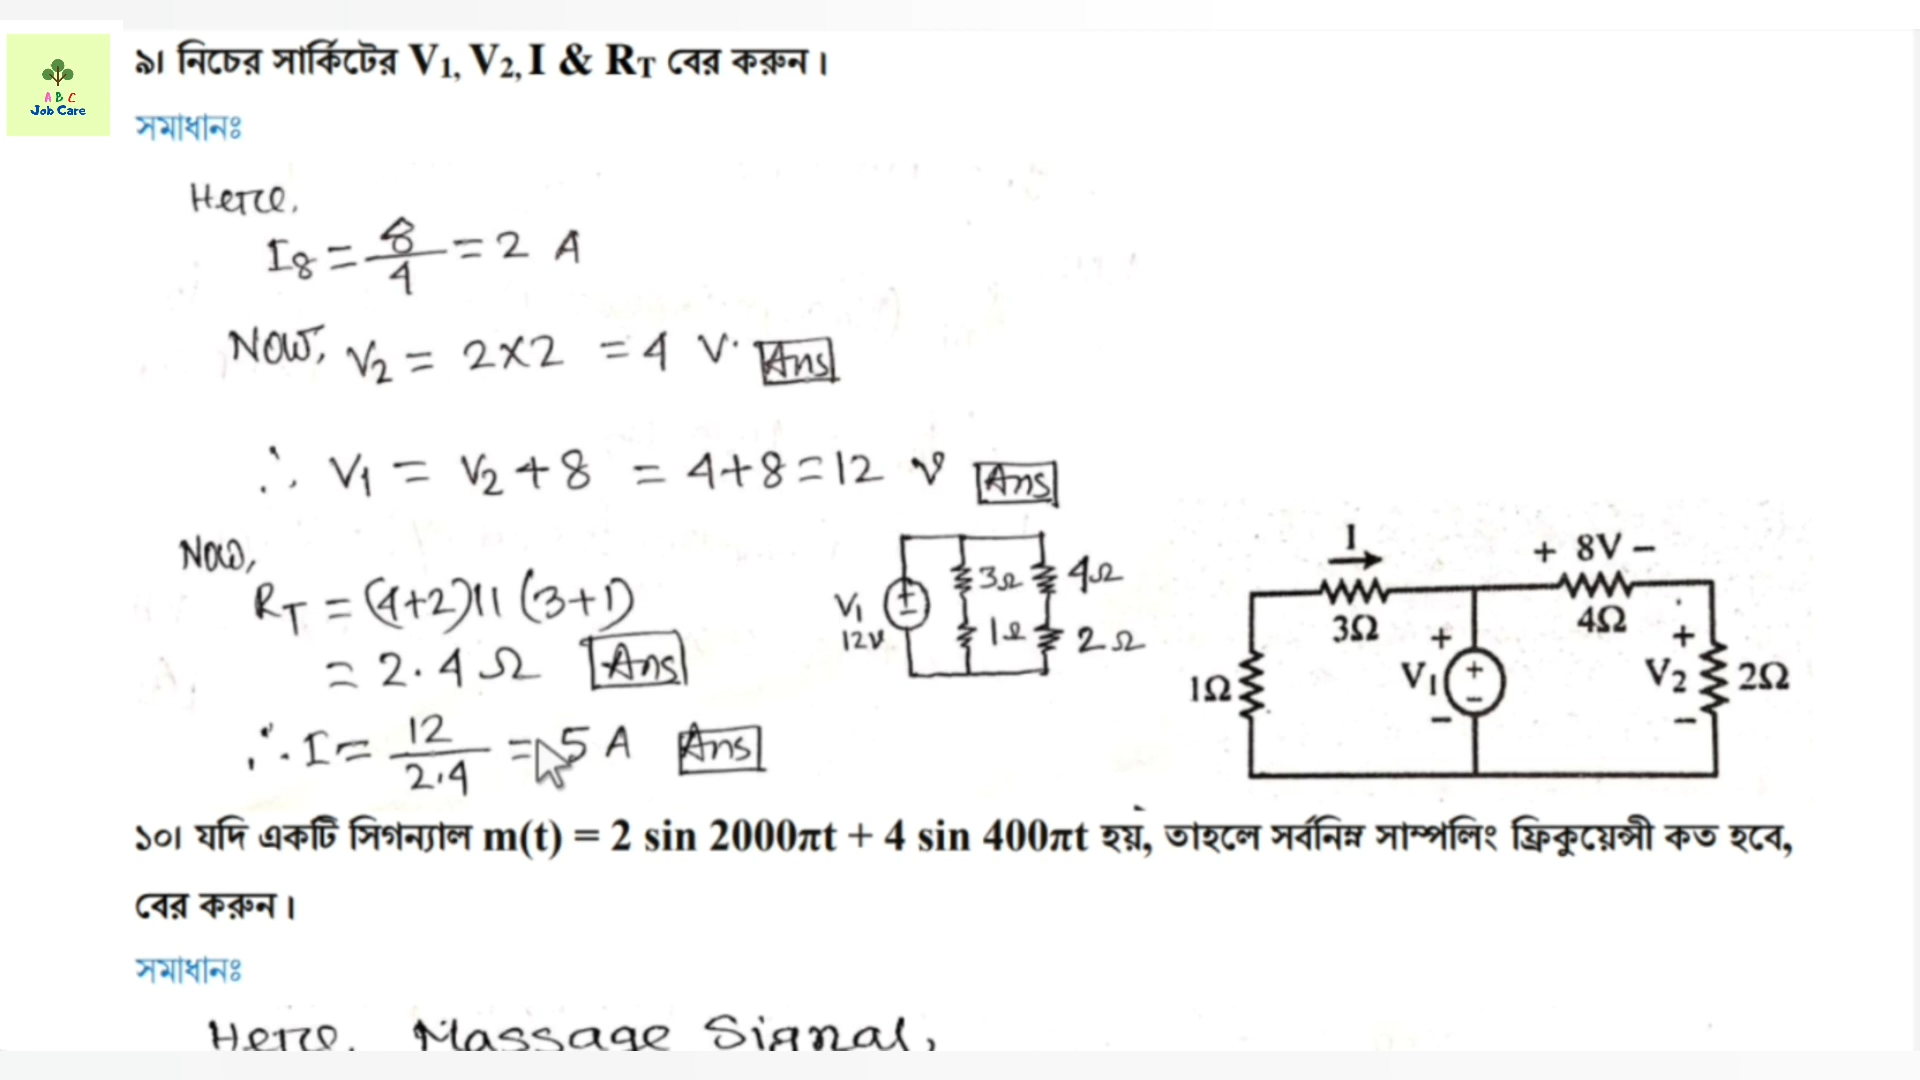 A B C
Job Care
৯। নিচের সার্কিটের V₁, V₂, I & R_T বের করুন।
সমাধানঃ
Here,
I₈ = 8/4 = 2 A
Now, V₂ = 2×2 = 4 V. Ans
∴ V₁ = V₂ + 8 = 4+8 = 12 V Ans
Now,
R_T = (4+2)||(3+1)
= 2.4 Ω Ans
∴ I = 12/2.4 = 5 A Ans
V₁
12V
3Ω
4Ω
1Ω
2Ω
I
+ 8V −
3Ω
4Ω
1Ω
+
V₁
−
+
−
+
V₂
−
2Ω
১০। যদি একটি সিগন্যাল m(t) = 2 sin 2000πt + 4 sin 400πt হয়, তাহলে সর্বনিম্ন সাম্পলিং ফ্রিকুয়েন্সী কত হবে,
বের করুন।
সমাধানঃ
Here, Massage Signal,